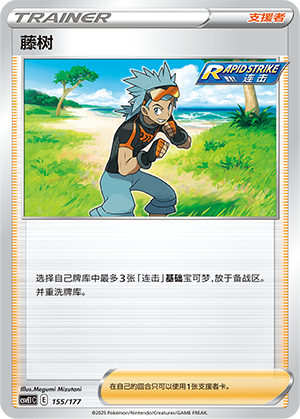 TRAINER 支援者
藤树
RAPID STRIKE
连击
选择自己牌库中最多3张「连击」基础宝可梦,放于备战区。
并重洗牌库。
Illus.Megumi Mizutani
E 155/177
在自己的回合只可以使用1张支援者卡。
©2025 Pokémon/Nintendo/Creatures/GAME FREAK.